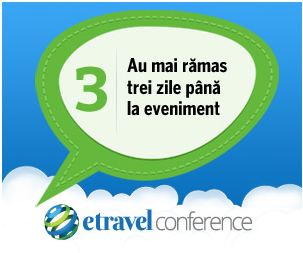 3
Au mai rămas
trei zile până
la eveniment
etravel conference